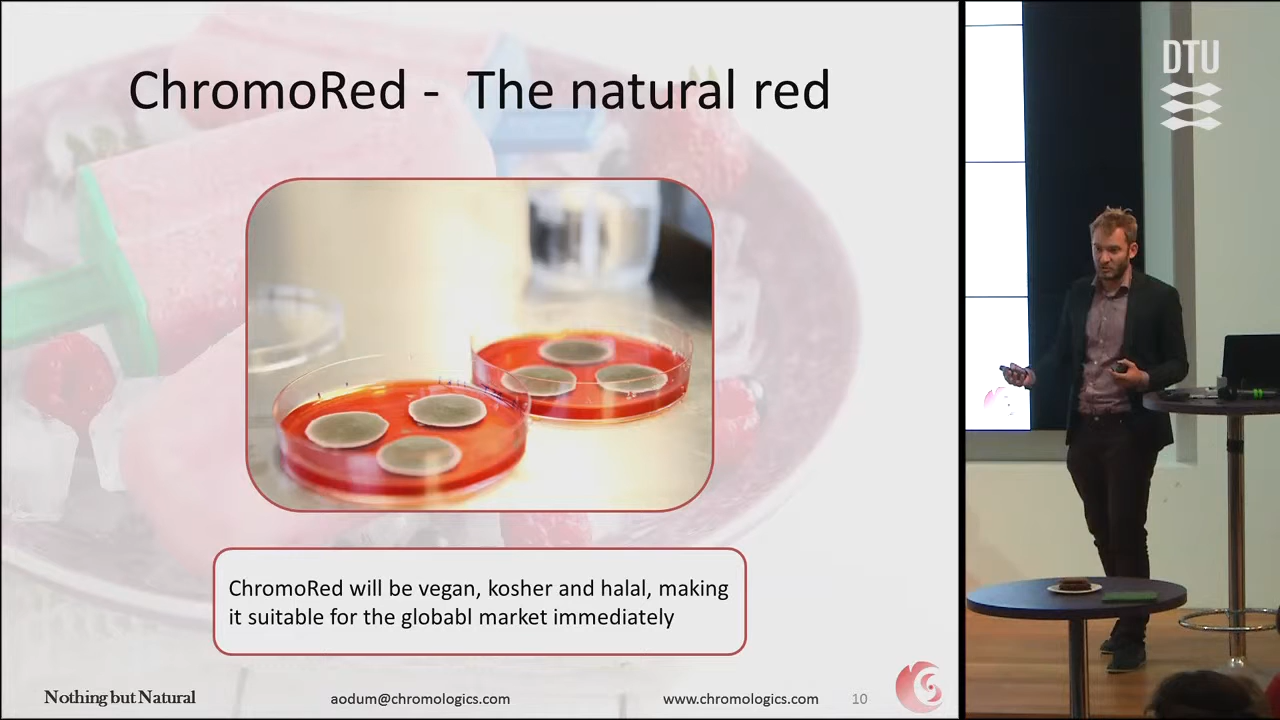 ChromoRed - The natural red
ChromoRed will be vegan, kosher and halal, making
it suitable for the globabl market immediately
Nothing but Natural
aodum@chromologics.com
www.chromologics.com
10
DTU